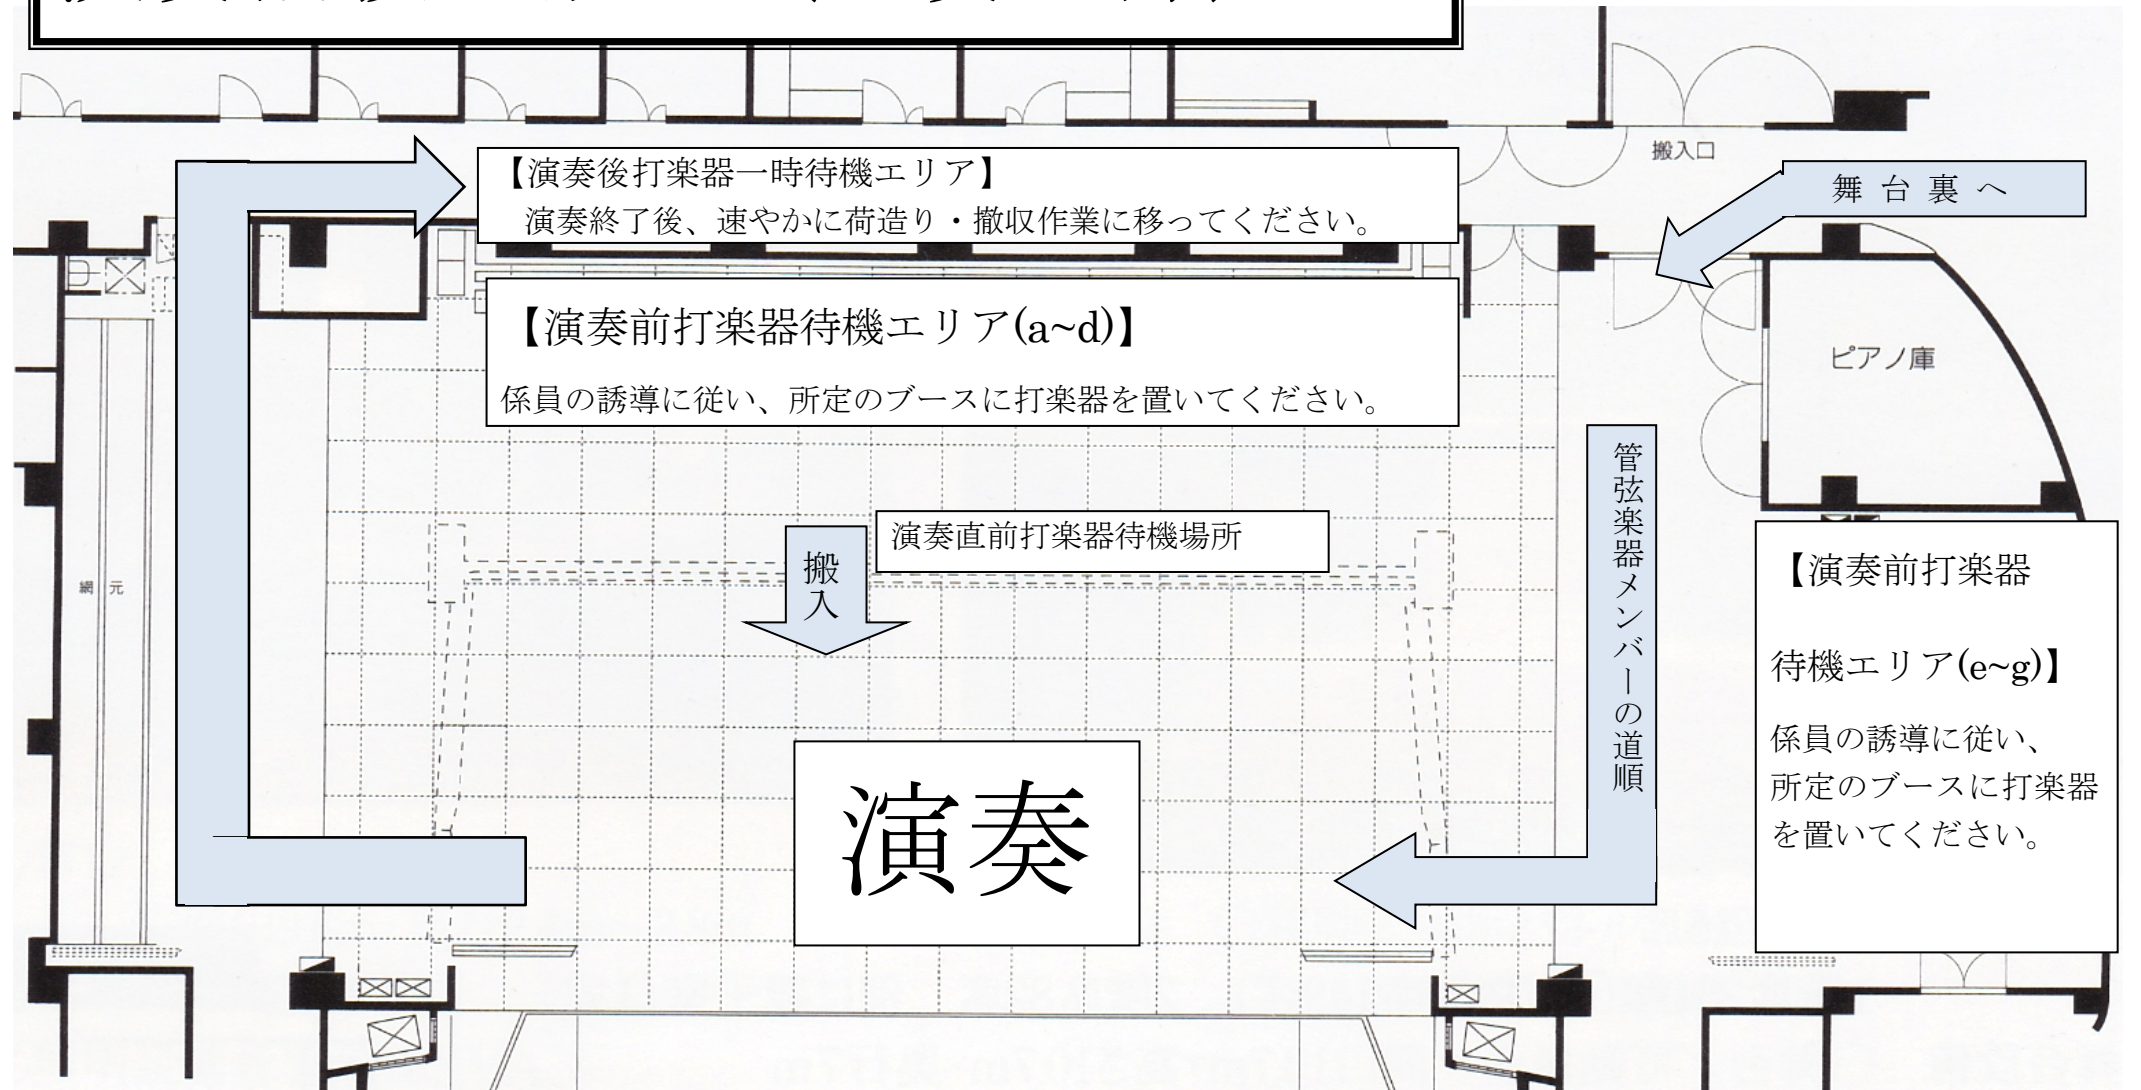 搬入口
舞台裏へ
【演奏後打楽器一時待機エリア】
演奏終了後、速やかに荷造り・撤収作業に移ってください。
【演奏前打楽器待機エリア(a~d)】
係員の誘導に従い、所定のブースに打楽器を置いてください。
ピアノ庫
管弦楽器メンバーの道順
演奏直前打楽器待機場所
搬入
綱元
【演奏前打楽器
待機エリア(e~g)】
係員の誘導に従い、
所定のブースに打楽器
を置いてください。
演奏